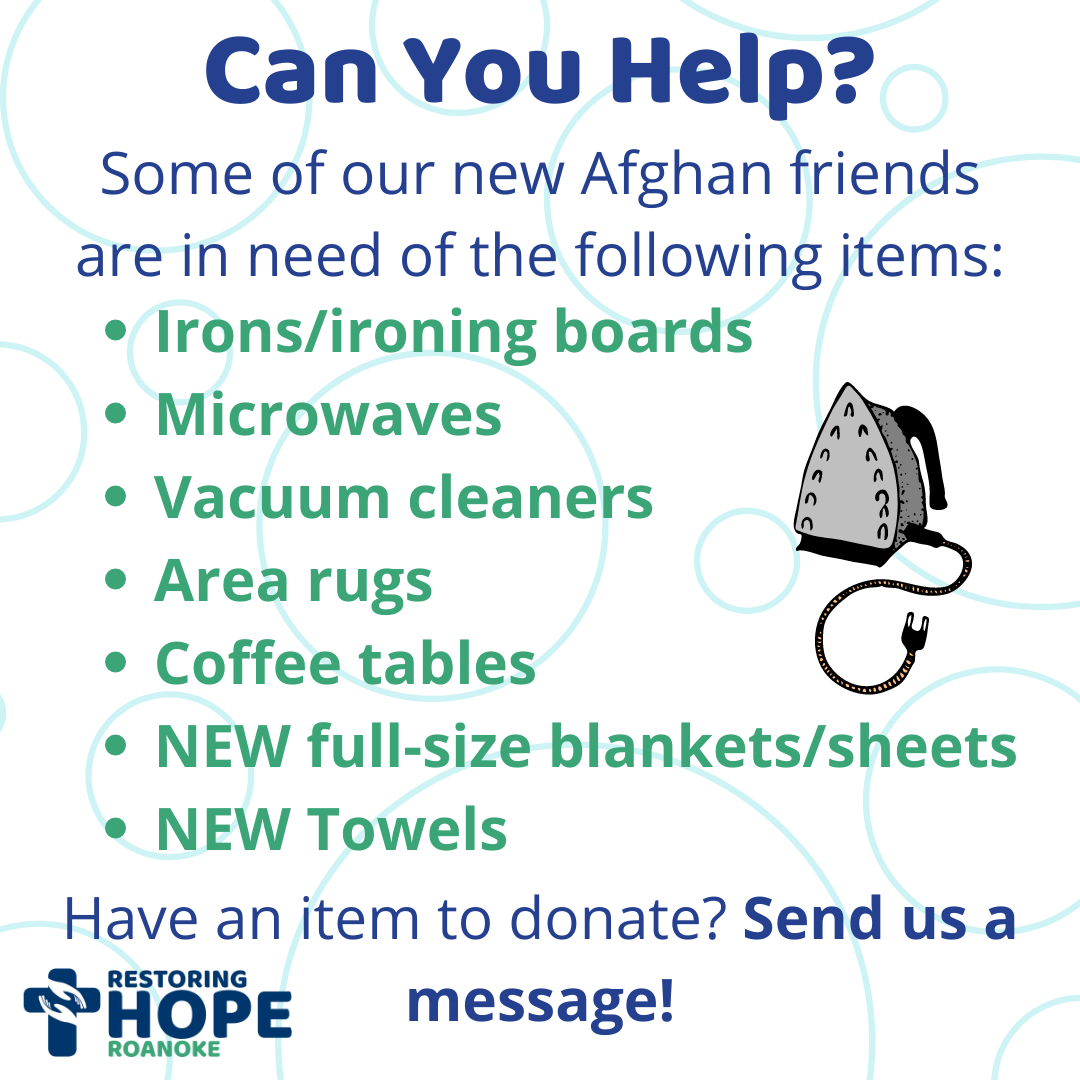 Can You Help?
Some of our new Afghan friends
are in need of the following items:
• Irons/ironing boards
• Microwaves
• Vacuum cleaners
• Area rugs
• Coffee tables
• NEW full-size blankets/sheets
• NEW Towels
Have an item to donate? Send us a
message!
RESTORING
HOPE
ROANOKE